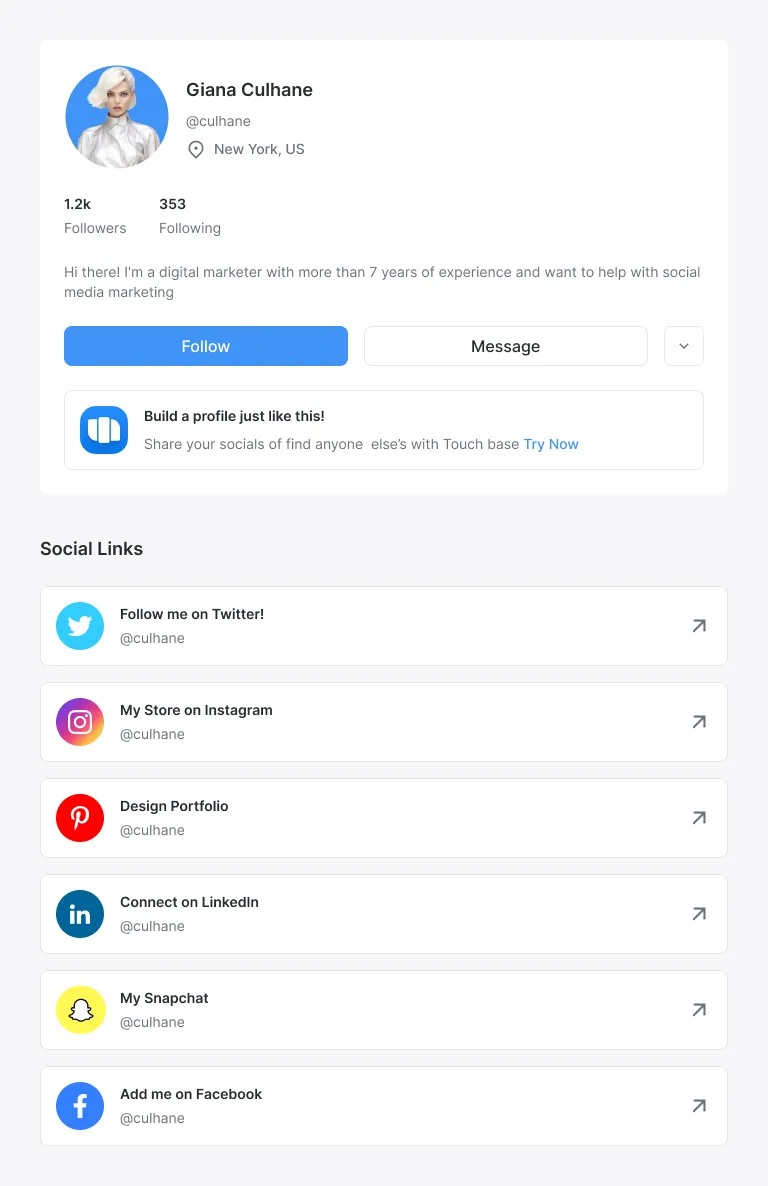 Giana Culhane
@culhane
New York, US
1.2k
353
Followers
Following
Hi there! I'm a digital marketer with more than 7 years of experience and want to help with social
media marketing
Follow
Message
Build a profile just like this!
Share your socials of find anyone  else’s with Touch base Try Now
Social Links
Follow me on Twitter!
@culhane
My Store on Instagram
@culhane
Design Portfolio
@culhane
Connect on LinkedIn
@culhane
My Snapchat
@culhane
Add me on Facebook
@culhane